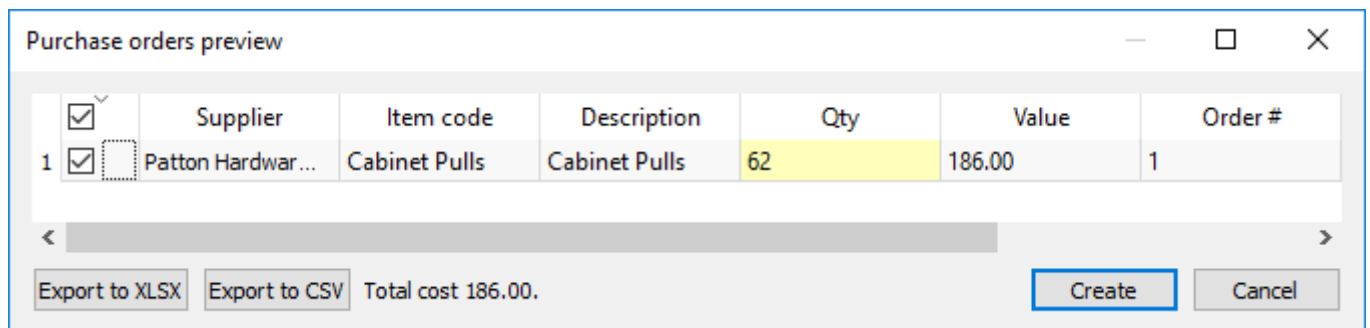 Purchase orders preview
Supplier Item code Description Qty Value Order #
1 Patton Hardwar... Cabinet Pulls Cabinet Pulls 62 186.00 1
Export to XLSX Export to CSV Total cost 186.00. Create Cancel